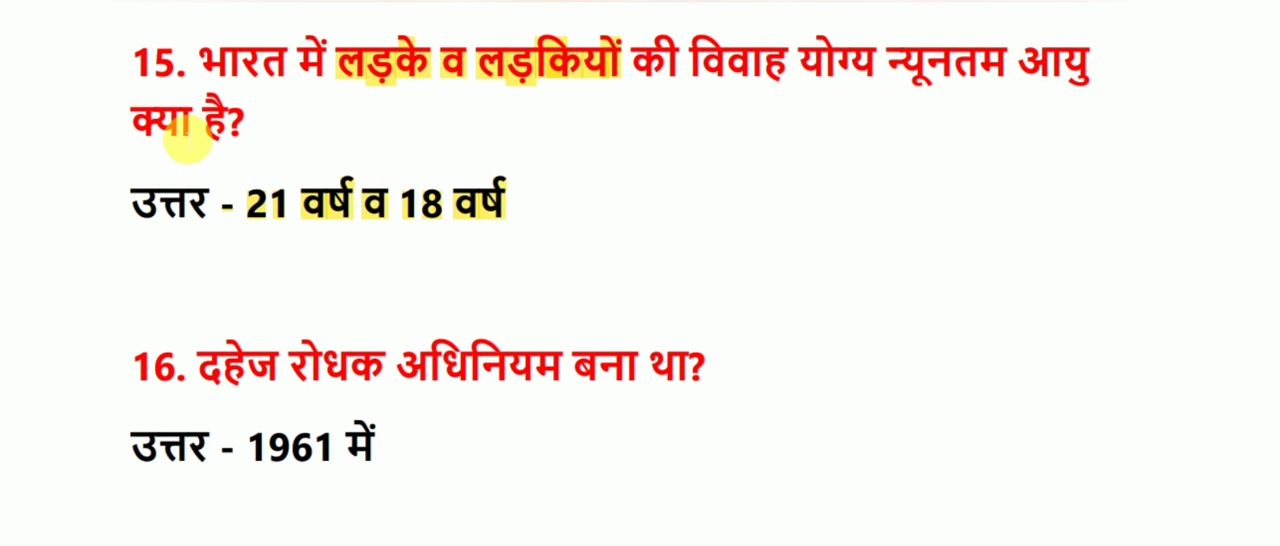 15. भारत में लड़के व लड़कियों की विवाह योग्य न्यूनतम आयु
क्या है?
उत्तर - 21 वर्ष व 18 वर्ष
16. दहेज रोधक अधिनियम बना था?
उत्तर - 1961 में